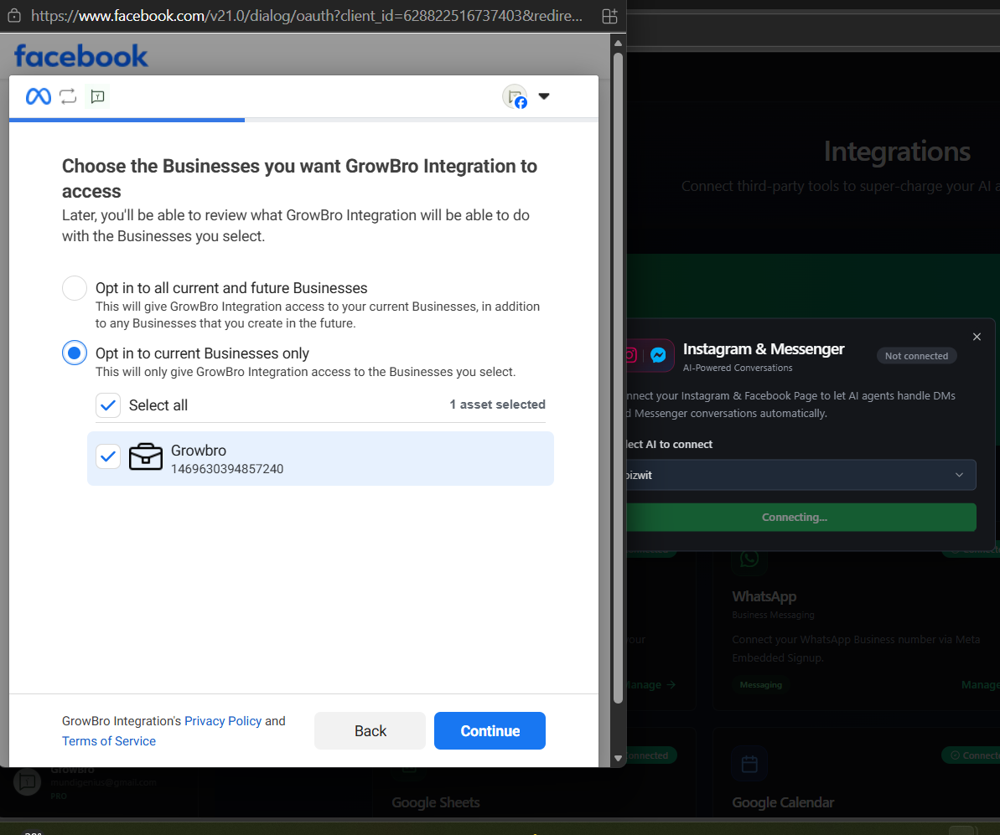 https://www.facebook.com/v21.0/dialog/oauth?client_id=628822516737403&redire...
facebook
Choose the Businesses you want GrowBro Integration to
access
Later, you'll be able to review what GrowBro Integration will be able to do
with the Businesses you select.
Opt in to all current and future Businesses
This will give GrowBro Integration access to your current Businesses, in addition
to any Businesses that you create in the future.
Opt in to current Businesses only
This will only give GrowBro Integration access to the Businesses you select.
Select all
1 asset selected
Growbro
1469630394857240
GrowBro Integration's Privacy Policy and
Terms of Service
Back
Continue
Integrations
Connect third-party tools to super-charge your AI a
Instagram & Messenger
AI-Powered Conversations
Not connected
nnect your Instagram & Facebook Page to let AI agents handle DMs
d Messenger conversations automatically.
lect AI to connect
bizwit
Connecting...
WhatsApp
Business Messaging
Connect your WhatsApp Business number via Meta
Embedded Signup.
Messaging
Manage
your
Manage →
onnected
Connecte
GrowBro
mundigenius@gmail.com
PRO
Google Sheets
Google Calendar